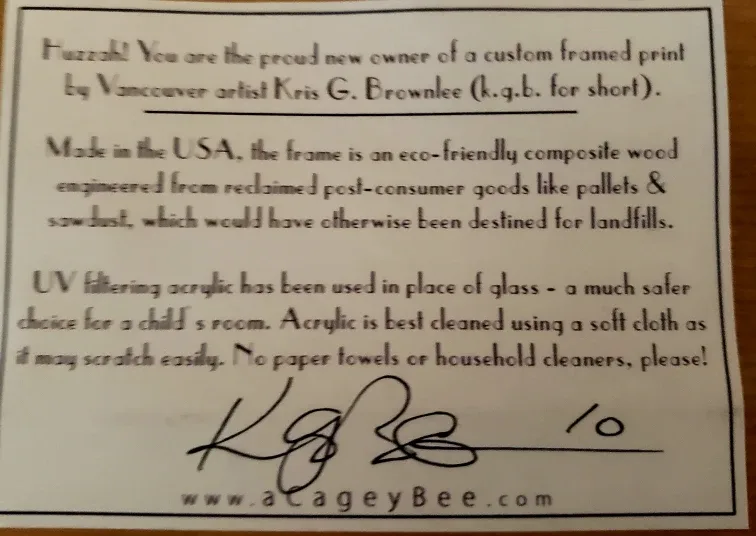 Huzzah! You are the proud new owner of a custom framed print
by Vancouver artist Kris G. Brownlee (k.g.b. for short).
Made in the USA, the frame is an eco-friendly composite wood
engineered from reclaimed post-consumer goods like pallets &
sawdust, which would have otherwise been destined for landfills.
UV filtering acrylic has been used in place of glass - a much safer
choice for a child s room. Acrylic is best cleaned using a soft cloth as
it may scratch easily. No paper towels or household cleaners, please!
10
www.aCageyBee.com